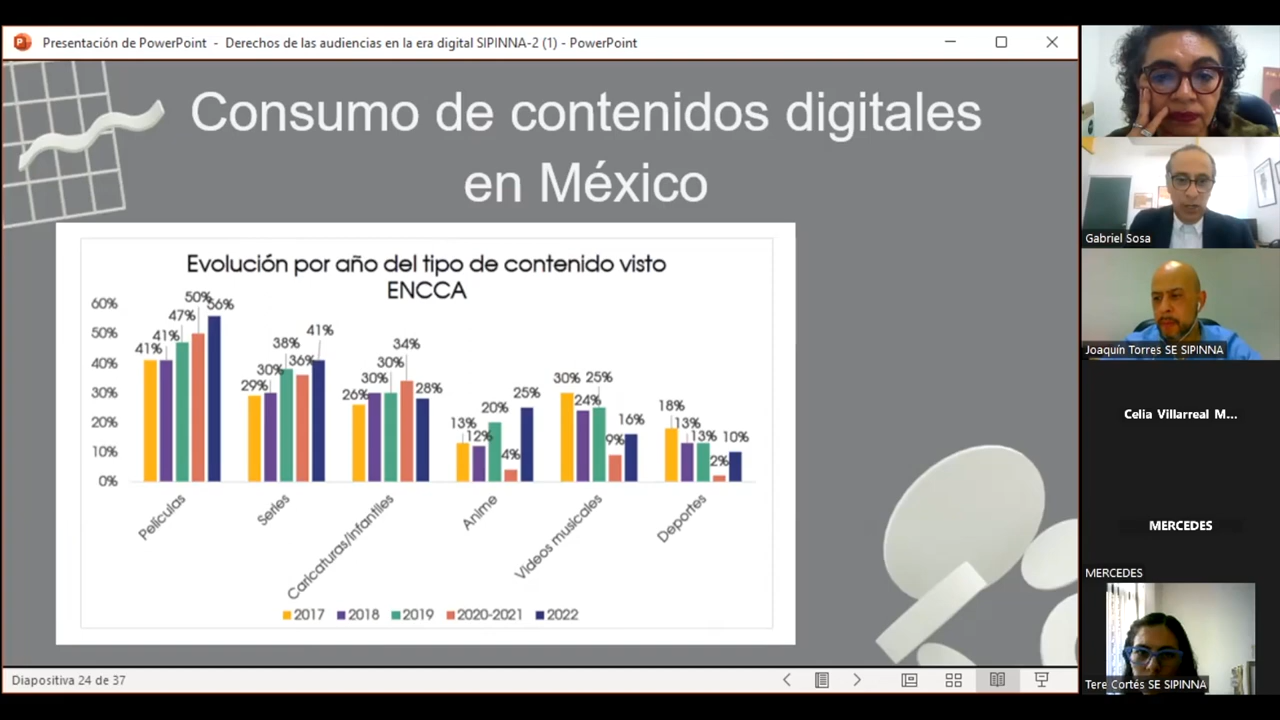 Presentación de PowerPoint - Derechos de las audiencias en la era digital SIPINNA-2 (1) - PowerPoint
Consumo de contenidos digitales
en México
Evolución por año del tipo de contenido visto
ENCCA
60%
50%
40%
30%
20%
10%
0%
41%
41%
47%
50%
56%
29%
30%
38%
36%
41%
26%
30%
30%
34%
28%
13%
12%
20%
4%
25%
30%
24%
25%
9%
16%
18%
13%
13%
2%
10%
Películas
Series
Caricaturas/infantiles
Anime
Videos musicales
Deportes
2017 2018 2019 2020-2021 2022
Diapositiva 24 de 37
Gabriel Sosa
Joaquín Torres SE SIPINNA
Celia Villarreal M...
MERCEDES
MERCEDES
Tere Cortés SE SIPINNA